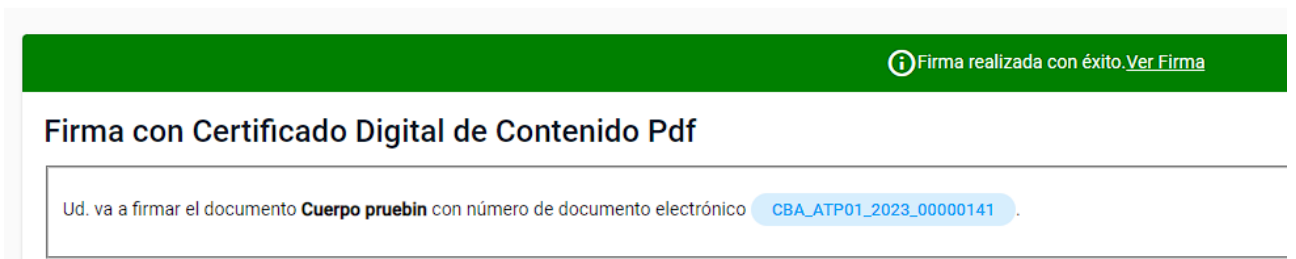 Firma realizada con éxito.Ver Firma
Firma con Certificado Digital de Contenido Pdf
Ud. va a firmar el documento Cuerpo pruebin con número de documento electrónico CBA_ATP01_2023_00000141 .